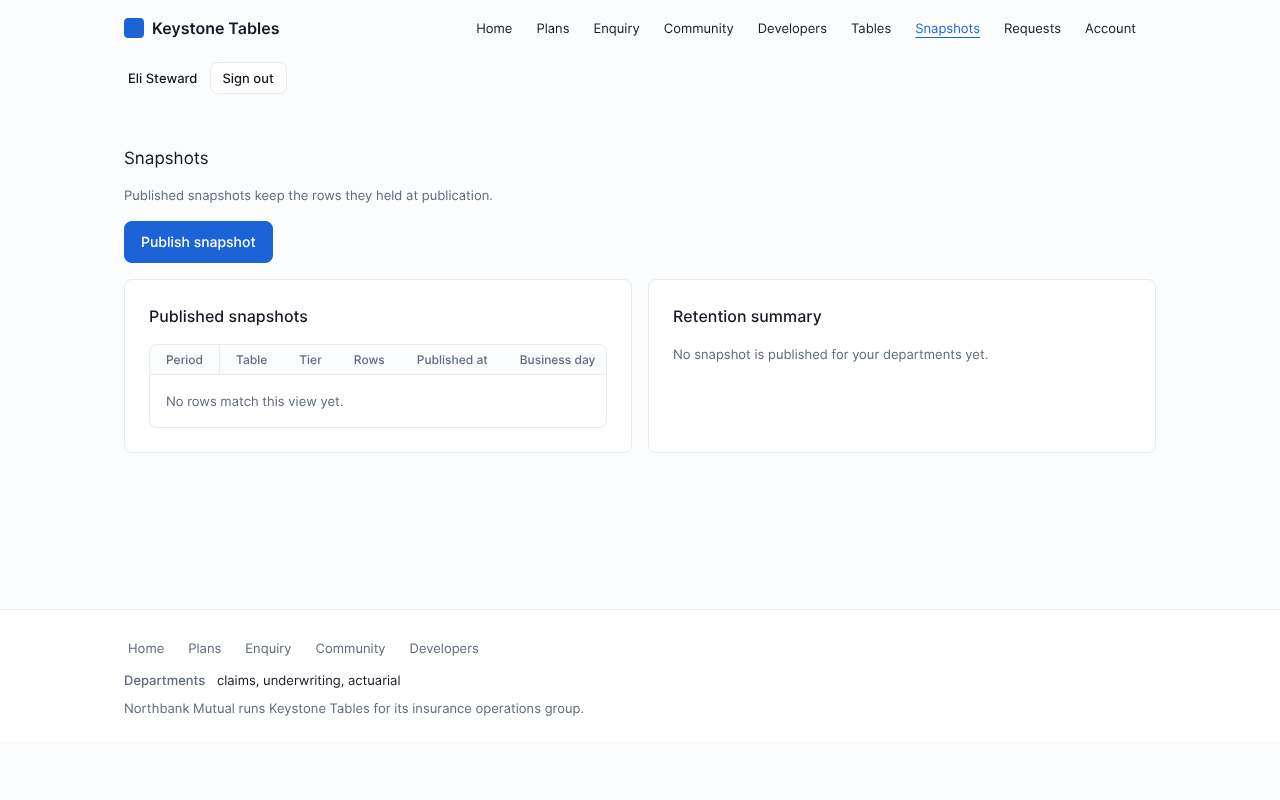 Keystone Tables
Home Plans Enquiry Community Developers Tables Snapshots Requests Account
Eli Steward Sign out
Snapshots
Published snapshots keep the rows they held at publication.
Publish snapshot
Published snapshots
Period Table Tier Rows Published at Business day
No rows match this view yet.
Retention summary
No snapshot is published for your departments yet.
Home Plans Enquiry Community Developers
Departments claims, underwriting, actuarial
Northbank Mutual runs Keystone Tables for its insurance operations group.